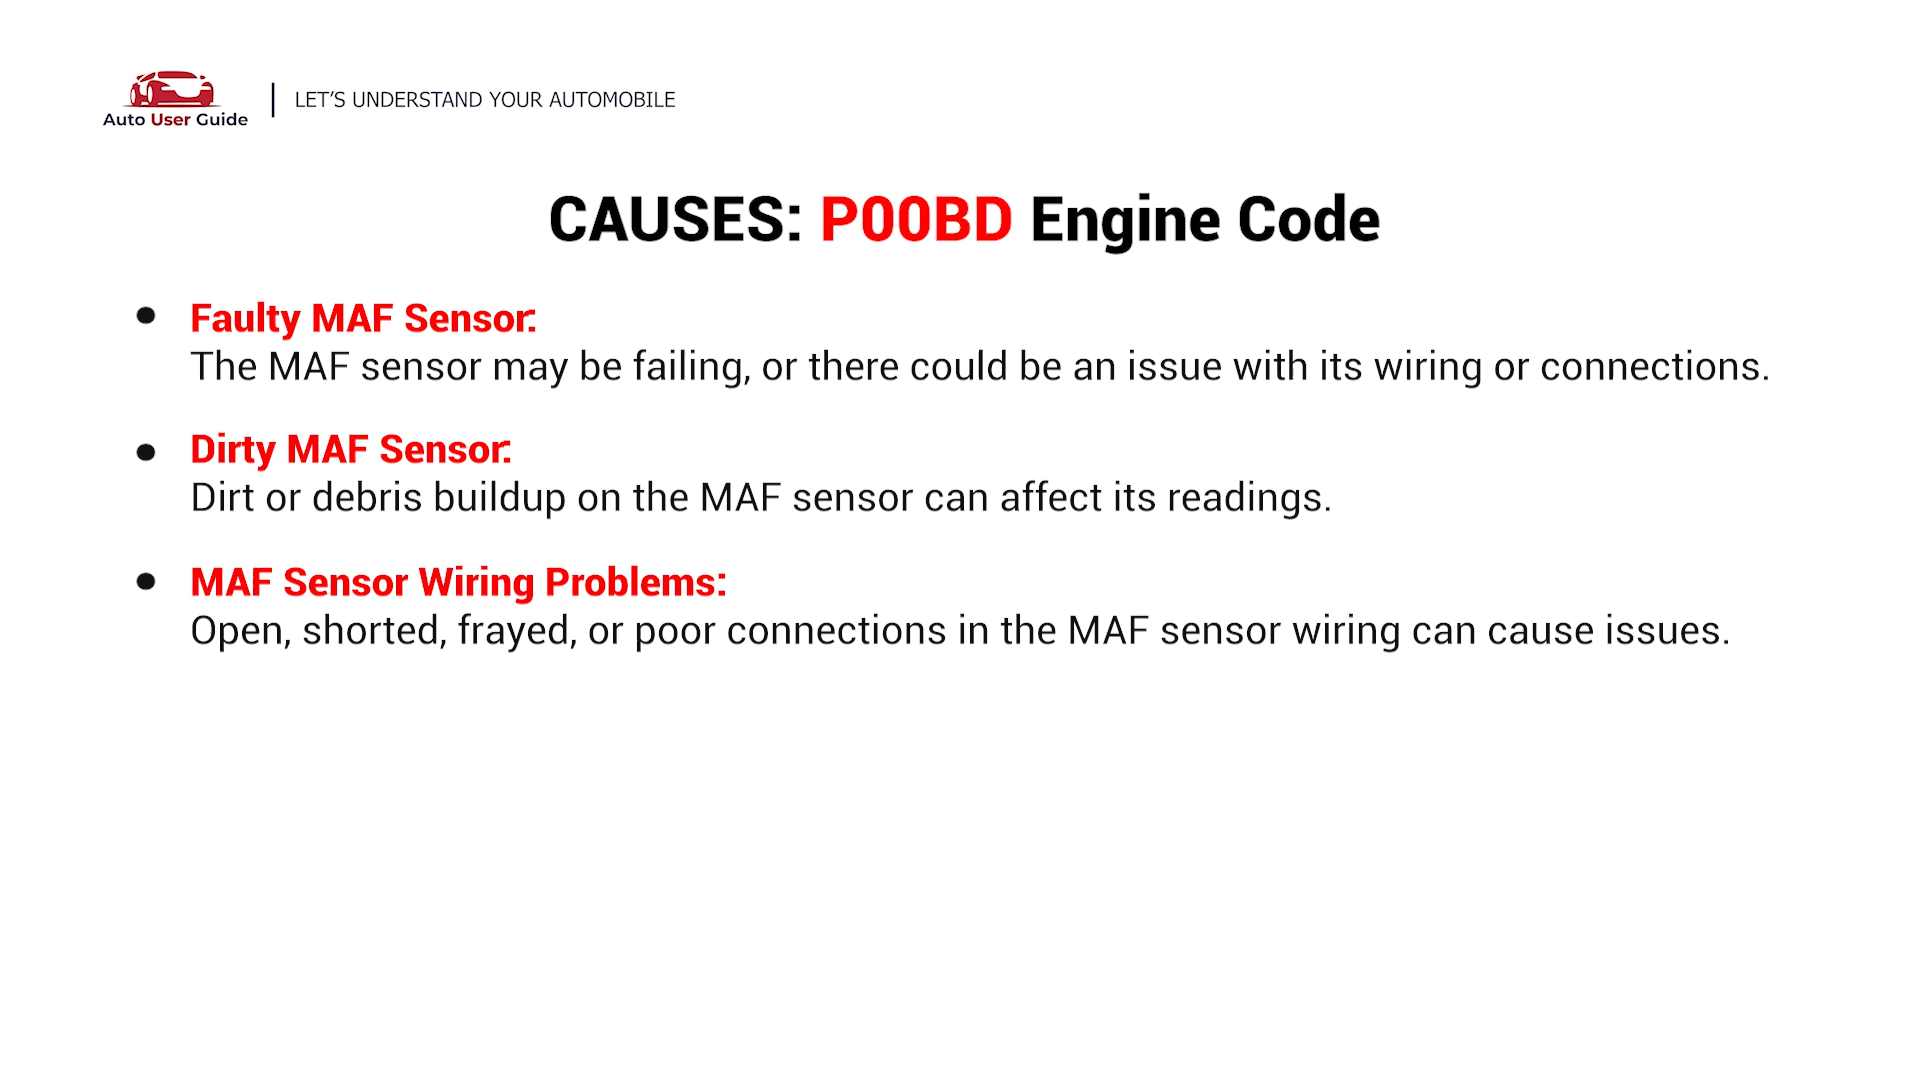 Auto User Guide
LET'S UNDERSTAND YOUR AUTOMOBILE
CAUSES: P00BD Engine Code
• Faulty MAF Sensor:
The MAF sensor may be failing, or there could be an issue with its wiring or connections.
• Dirty MAF Sensor:
Dirt or debris buildup on the MAF sensor can affect its readings.
• MAF Sensor Wiring Problems:
Open, shorted, frayed, or poor connections in the MAF sensor wiring can cause issues.